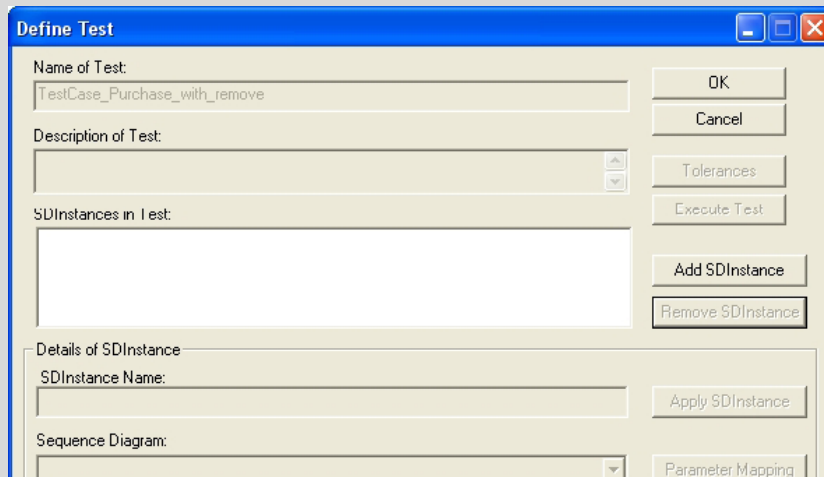 Define Test
Name of Test:
TestCase_Purchase_with_remove
OK
Cancel
Description of Test:
Tolerances
Execute Test
SDInstances in Test:
Add SDInstance
Remove SDInstance
Details of SDInstance
SDInstance Name:
Apply SDInstance
Sequence Diagram:
Parameter Mapping